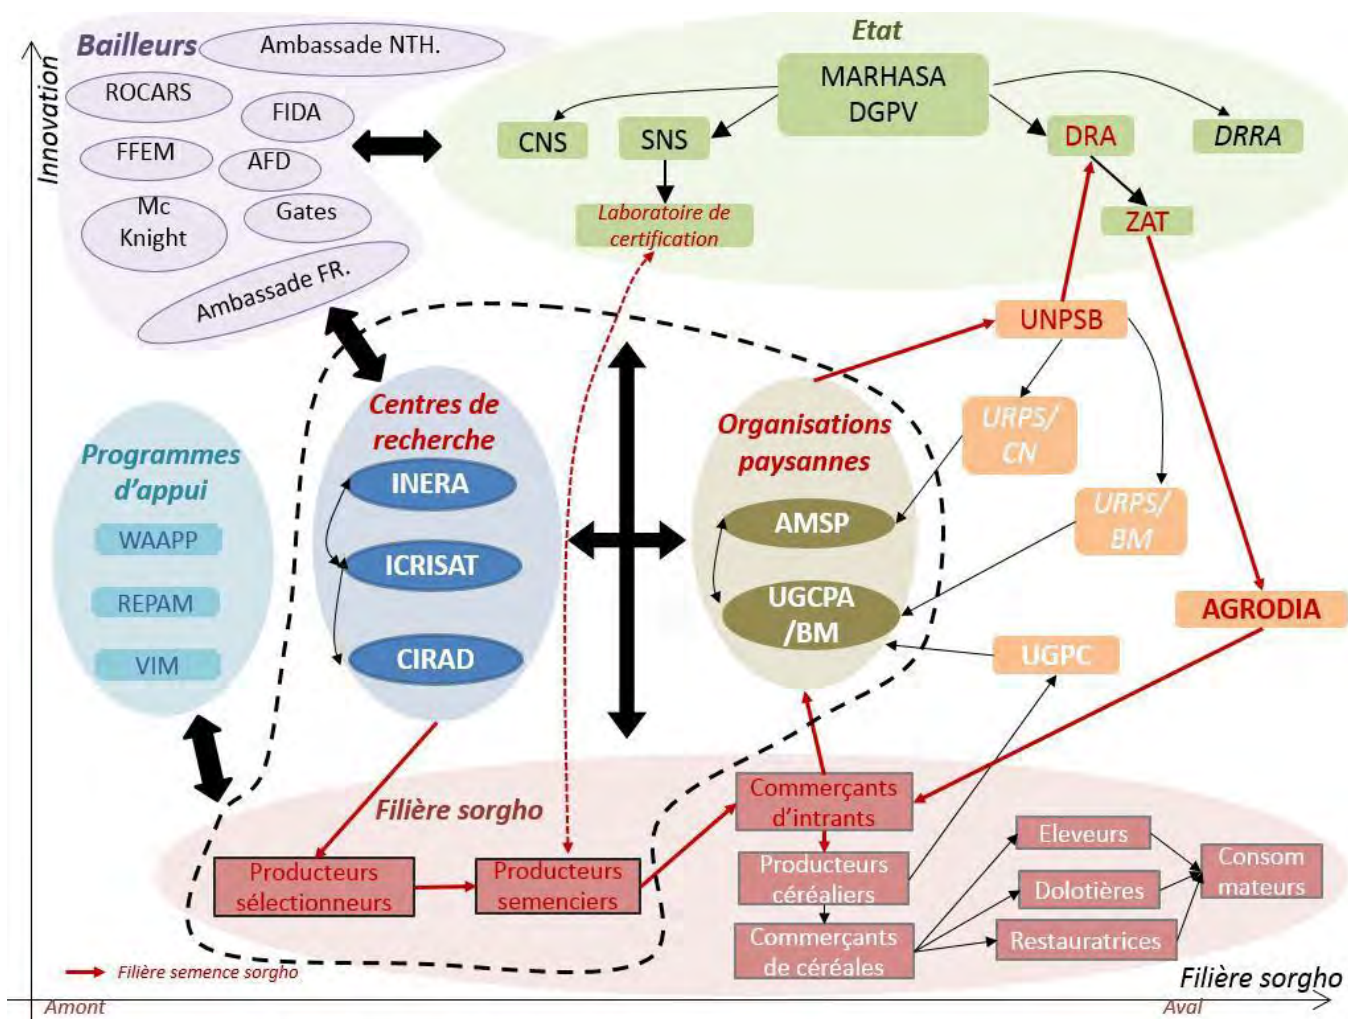 Bailleurs
Ambassade NTH.
ROCARS
FIDA
FFEM
AFD
Mc
Knight
Gates
Ambassade FR.
Innovation
Etat
MARHASA
DGPV
CNS
SNS
DRA
DRRA
Laboratoire de
certification
ZAT
UNPSB
URPS/
CN
URPS/
BM
AGRODIA
UGPC
Programmes
d'appui
WAAPP
REPAM
VIM
Centres de
recherche
INERA
ICRISAT
CIRAD
Organisations
paysannes
AMSP
UGCPA
/BM
Filière sorgho
Producteurs
sélectionneurs
Producteurs
semenciers
Commerçants
d'intrants
Producteurs
céréaliers
Commerçants
de céréales
Eleveurs
Dolotières
Restauratrices
Consom
mateurs
Filière semence sorgho
Filière sorgho
Amont
Aval